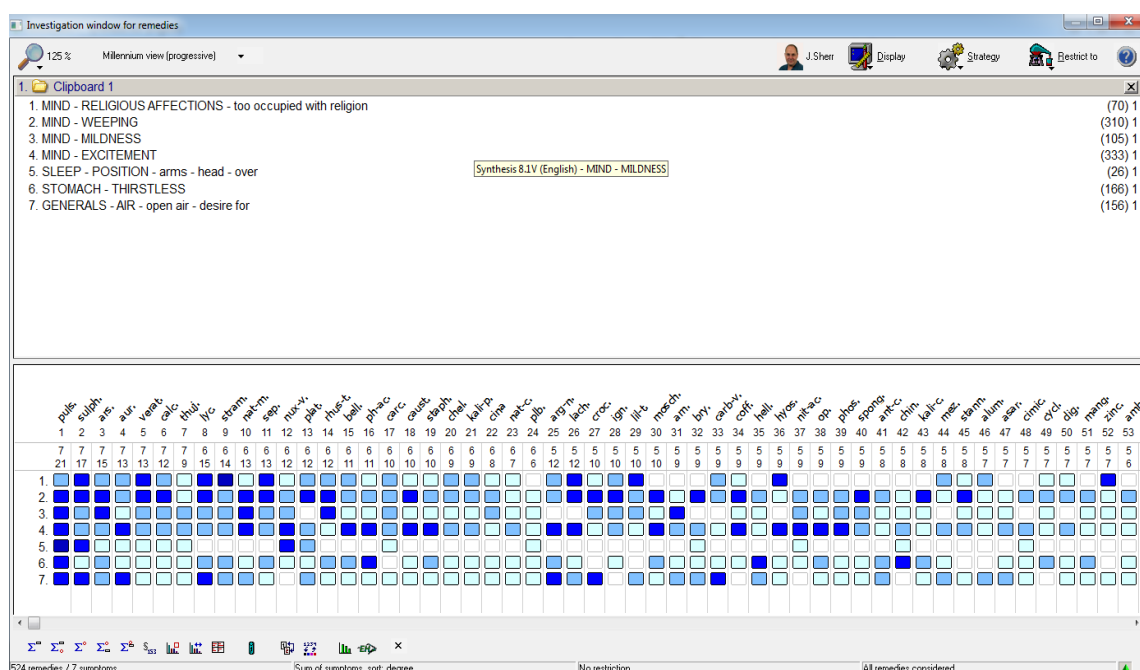 Investigation window for remedies
125 % Millennium view (progressive) J.Sherr Display Strategy Restrict to
1. Clipboard 1
1. MIND - RELIGIOUS AFFECTIONS - too occupied with religion (70) 1
2. MIND - WEEPING (310) 1
3. MIND - MILDNESS (105) 1
4. MIND - EXCITEMENT (333) 1
Synthesis 8.1V (English) - MIND - MILDNESS
5. SLEEP - POSITION - arms - head - over (26) 1
6. STOMACH - THIRSTLESS (166) 1
7. GENERALS - AIR - open air - desire for (156) 1
puls. sulph. ars. aur. verat. calc. thuj. lyc. stram. nat-m. sep. nux-v. plat. rhus-t. bell. ph-ac. carc. caust. staph. chel. kali-p. cina nat-c. plb. arg-n. lach. croc. ign. lil-t. mosch. arn. bry. carb-v. coff. hell. hyos. nit-ac. op. phos. spong. ant-c. chin. kali-c. mez. stann. alum. asar. cimic. cycl. dig. mang. zinc.
1 2 3 4 5 6 7 8 9 10 11 12 13 14 15 16 17 18 19 20 21 22 23 24 25 26 27 28 29 30 31 32 33 34 35 36 37 38 39 40 41 42 43 44 45 46 47 48 49 50 51 52 53
7 7 7 7 7 7 7 6 6 6 6 6 6 6 6 6 6 6 6 6 6 6 6 6 5 5 5 5 5 5 5 5 5 5 5 5 5 5 5 5 5 5 5 5 5 5 5 5 5 5 5 5 5
21 17 15 13 13 12 9 15 14 13 13 12 12 12 11 11 10 10 10 9 9 8 7 6 12 12 10 10 10 10 9 9 9 9 9 9 9 9 9 9 8 8 8 8 8 7 7 7 7 7 7 7 6
1.
2.
3.
4.
5.
6.
7.
524 remedies / 7 symptoms Sum of symptoms, sort: degree No restriction All remedies considered